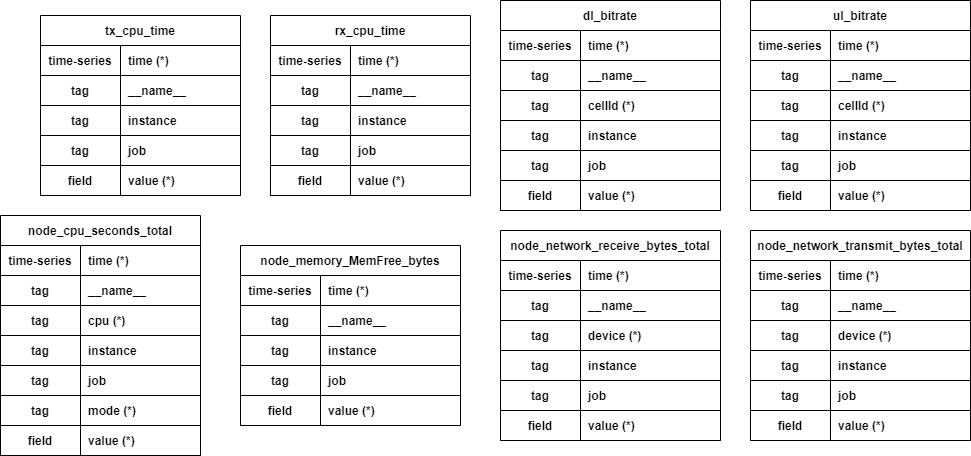 tx_cpu_time
time-series time (*)
tag __name__
tag instance
tag job
field value (*)
rx_cpu_time
time-series time (*)
tag __name__
tag instance
tag job
field value (*)
dl_bitrate
time-series time (*)
tag __name__
tag cellId (*)
tag instance
tag job
field value (*)
ul_bitrate
time-series time (*)
tag __name__
tag cellId (*)
tag instance
tag job
field value (*)
node_cpu_seconds_total
time-series time (*)
tag __name__
tag cpu (*)
tag instance
tag job
tag mode (*)
field value (*)
node_memory_MemFree_bytes
time-series time (*)
tag __name__
tag instance
tag job
field value (*)
node_network_receive_bytes_total
time-series time (*)
tag __name__
tag device (*)
tag instance
tag job
field value (*)
node_network_transmit_bytes_total
time-series time (*)
tag __name__
tag device (*)
tag instance
tag job
field value (*)